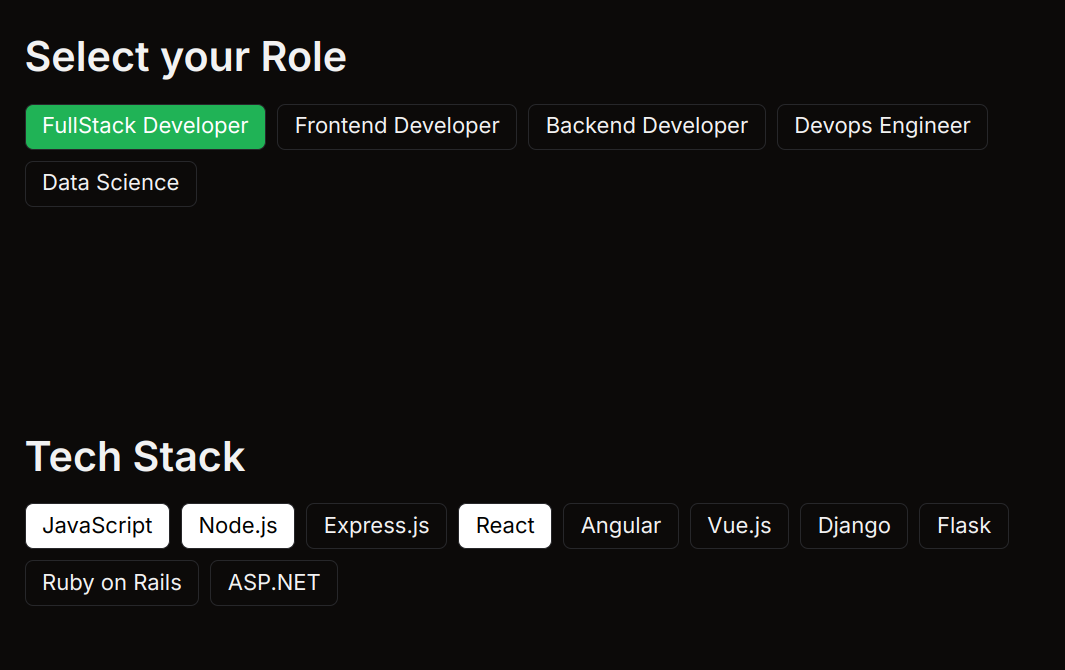 Select your Role
FullStack Developer Frontend Developer Backend Developer Devops Engineer
Data Science
Tech Stack
JavaScript Node.js Express.js React Angular Vue.js Django Flask
Ruby on Rails ASP.NET